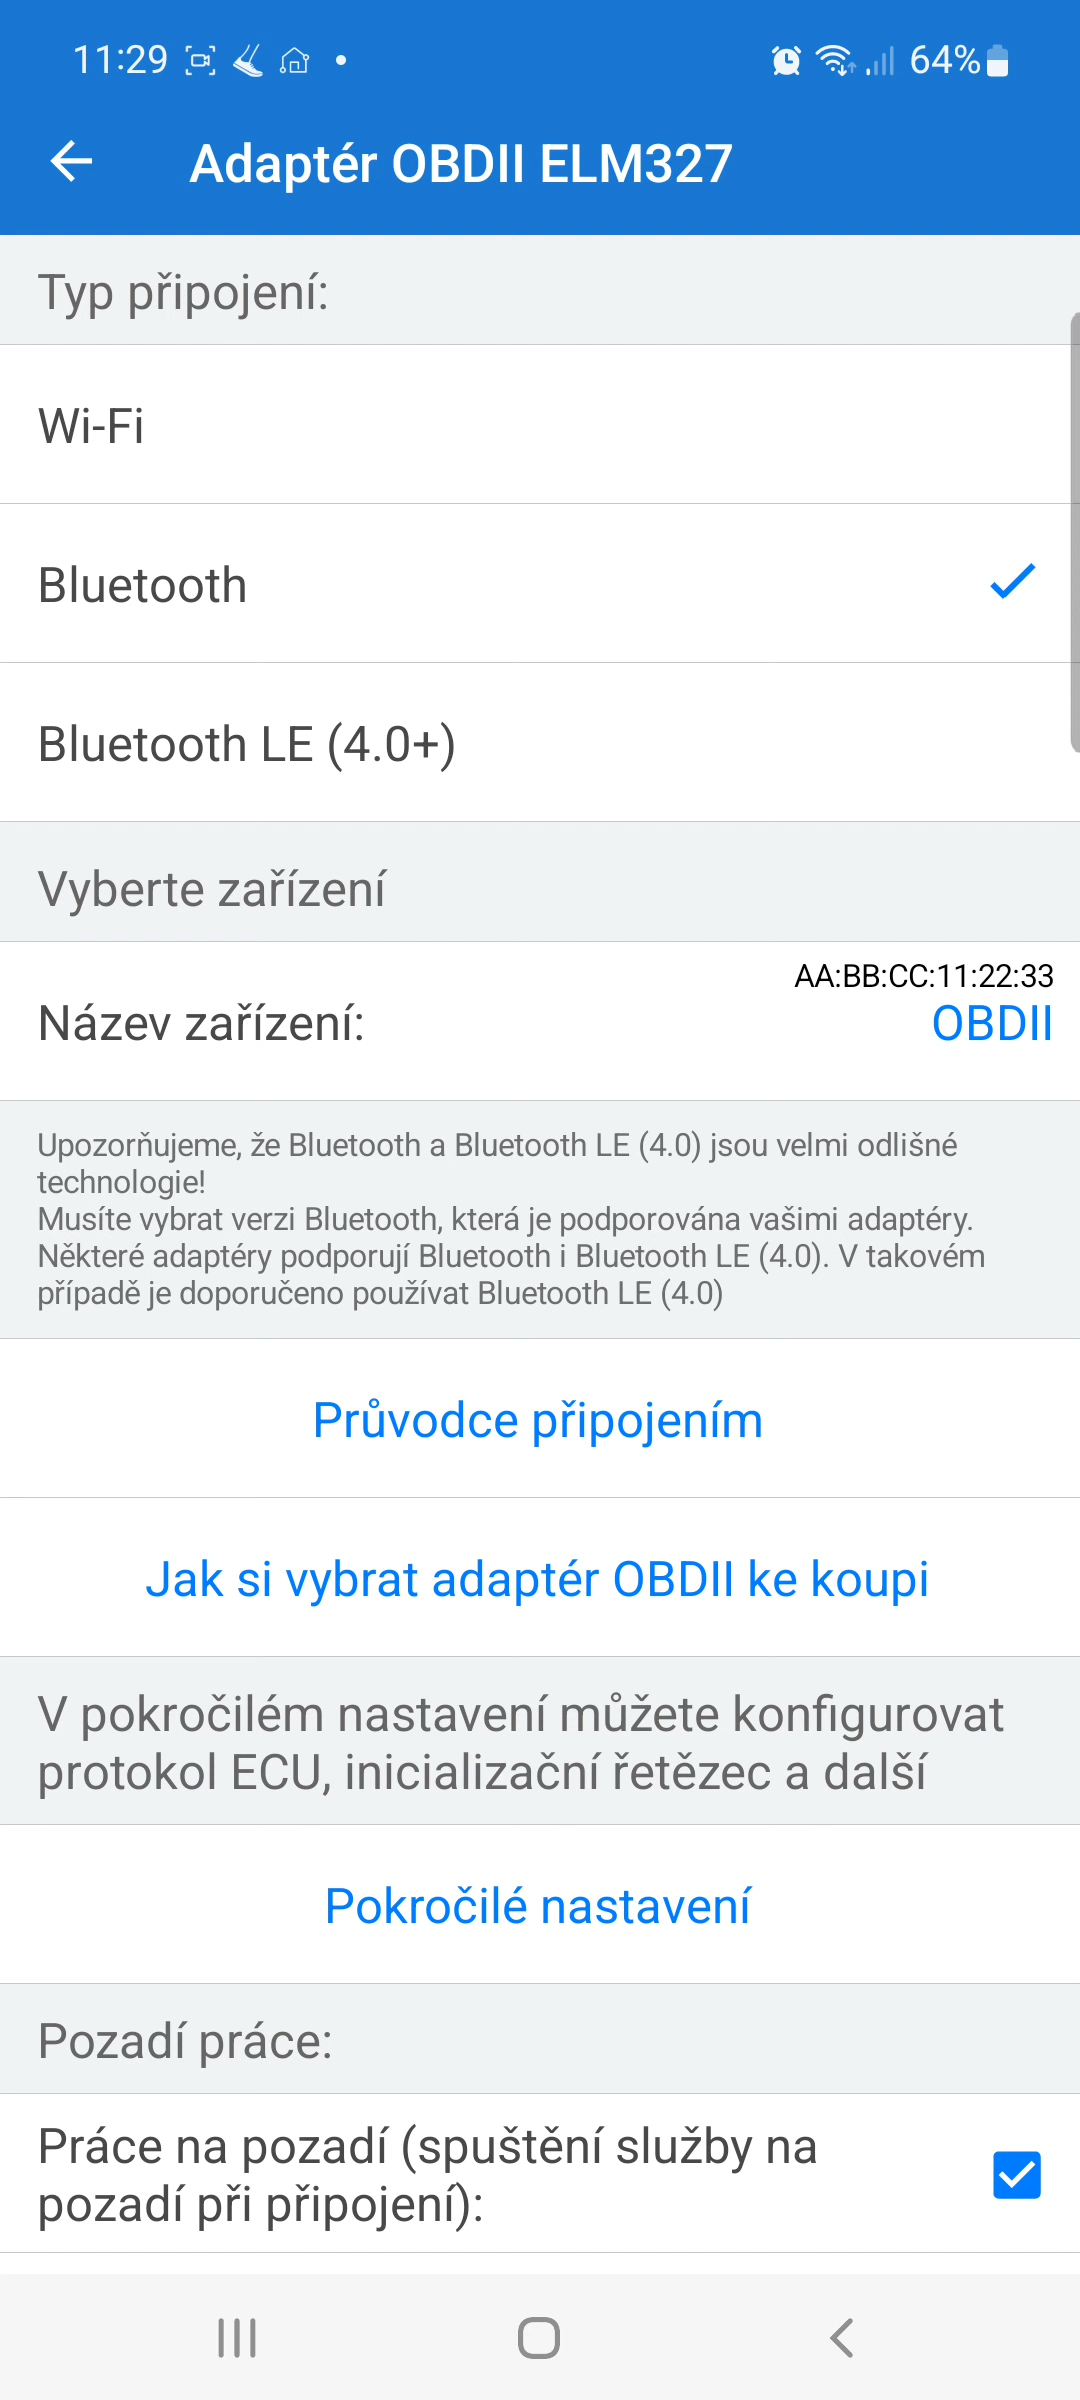 11:29
64%
Adaptér OBDII ELM327
Typ připojení:
Wi-Fi
Bluetooth
Bluetooth LE (4.0+)
Vyberte zařízení
AA:BB:CC:11:22:33
Název zařízení:
OBDII
Upozorňujeme, že Bluetooth a Bluetooth LE (4.0) jsou velmi odlišné
technologie!
Musíte vybrat verzi Bluetooth, která je podporována vašimi adaptéry.
Některé adaptéry podporují Bluetooth i Bluetooth LE (4.0). V takovém
případě je doporučeno používat Bluetooth LE (4.0)
Průvodce připojením
Jak si vybrat adaptér OBDII ke koupi
V pokročilém nastavení můžete konfigurovat
protokol ECU, inicializační řetězec a další
Pokročilé nastavení
Pozadí práce:
Práce na pozadí (spuštění služby na
pozadí při připojení):